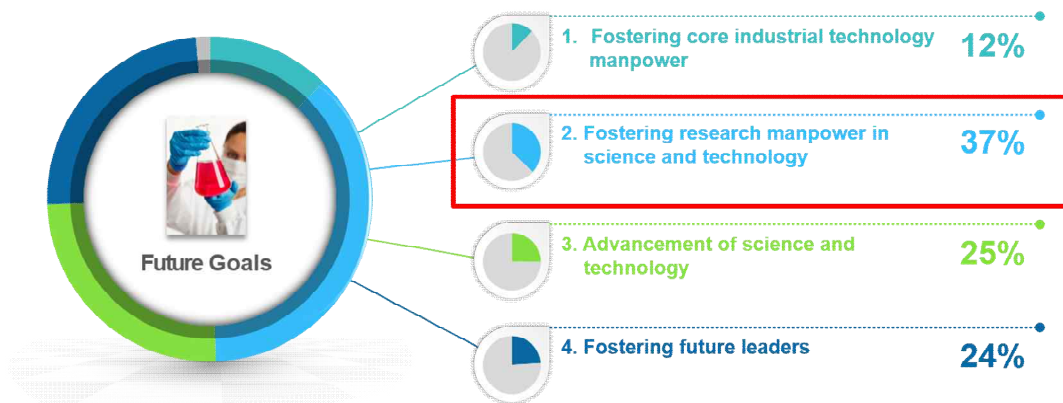 Future Goals
1. Fostering core industrial technology
manpower
12%
2. Fostering research manpower in
science and technology
37%
3. Advancement of science and
technology
25%
4. Fostering future leaders
24%